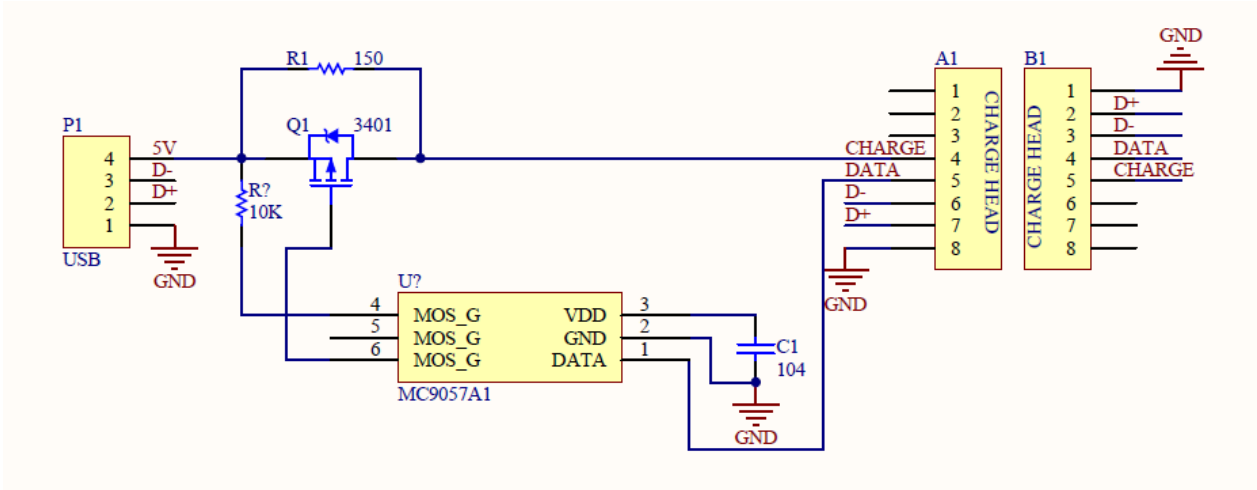 GND
R1 150
A1 B1
P1
Q1 3401
1 1
2 2 D+
3 3 D-
4 5V
CHARGE 4 4 DATA
3 D-
DATA 5 5 CHARGE
2 D+
R?
10K
D- 6 6
1
D+ 7 7
8 8
CHARGE HEAD
CHARGE HEAD
USB
GND
U?
GND
4 MOS_G VDD 3
5 MOS_G GND 2
6 MOS_G DATA 1
C1
104
MC9057A1
GND